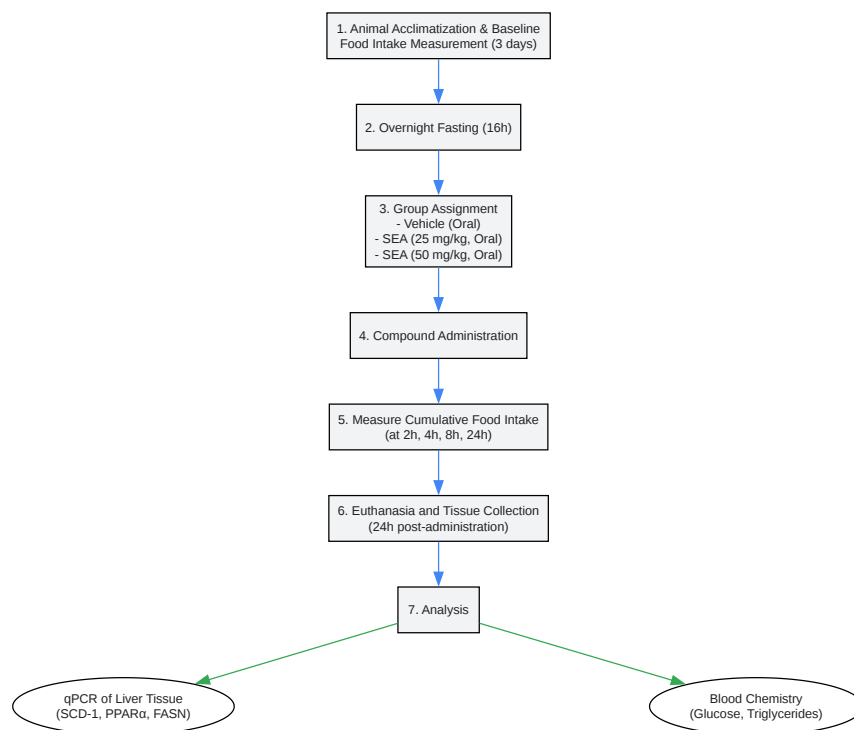 1. Animal Acclimatization & Baseline
Food Intake Measurement (3 days)
2. Overnight Fasting (16h)
3. Group Assignment
- Vehicle (Oral)
- SEA (25 mg/kg, Oral)
- SEA (50 mg/kg, Oral)
4. Compound Administration
5. Measure Cumulative Food Intake
(at 2h, 4h, 8h, 24h)
6. Euthanasia and Tissue Collection
(24h post-administration)
7. Analysis
qPCR of Liver Tissue
(SCD-1, PPARα, FASN)
Blood Chemistry
(Glucose, Triglycerides)